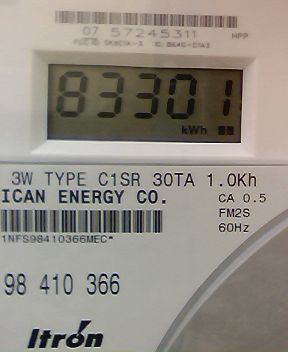 07 57245311 HPP
83301
kWh
3W TYPE C1SR 30TA 1.0Kh
ICAN ENERGY CO. CA 0.5
FM2S
60Hz
1NFS98410366MEC*
98 410 366
Itron